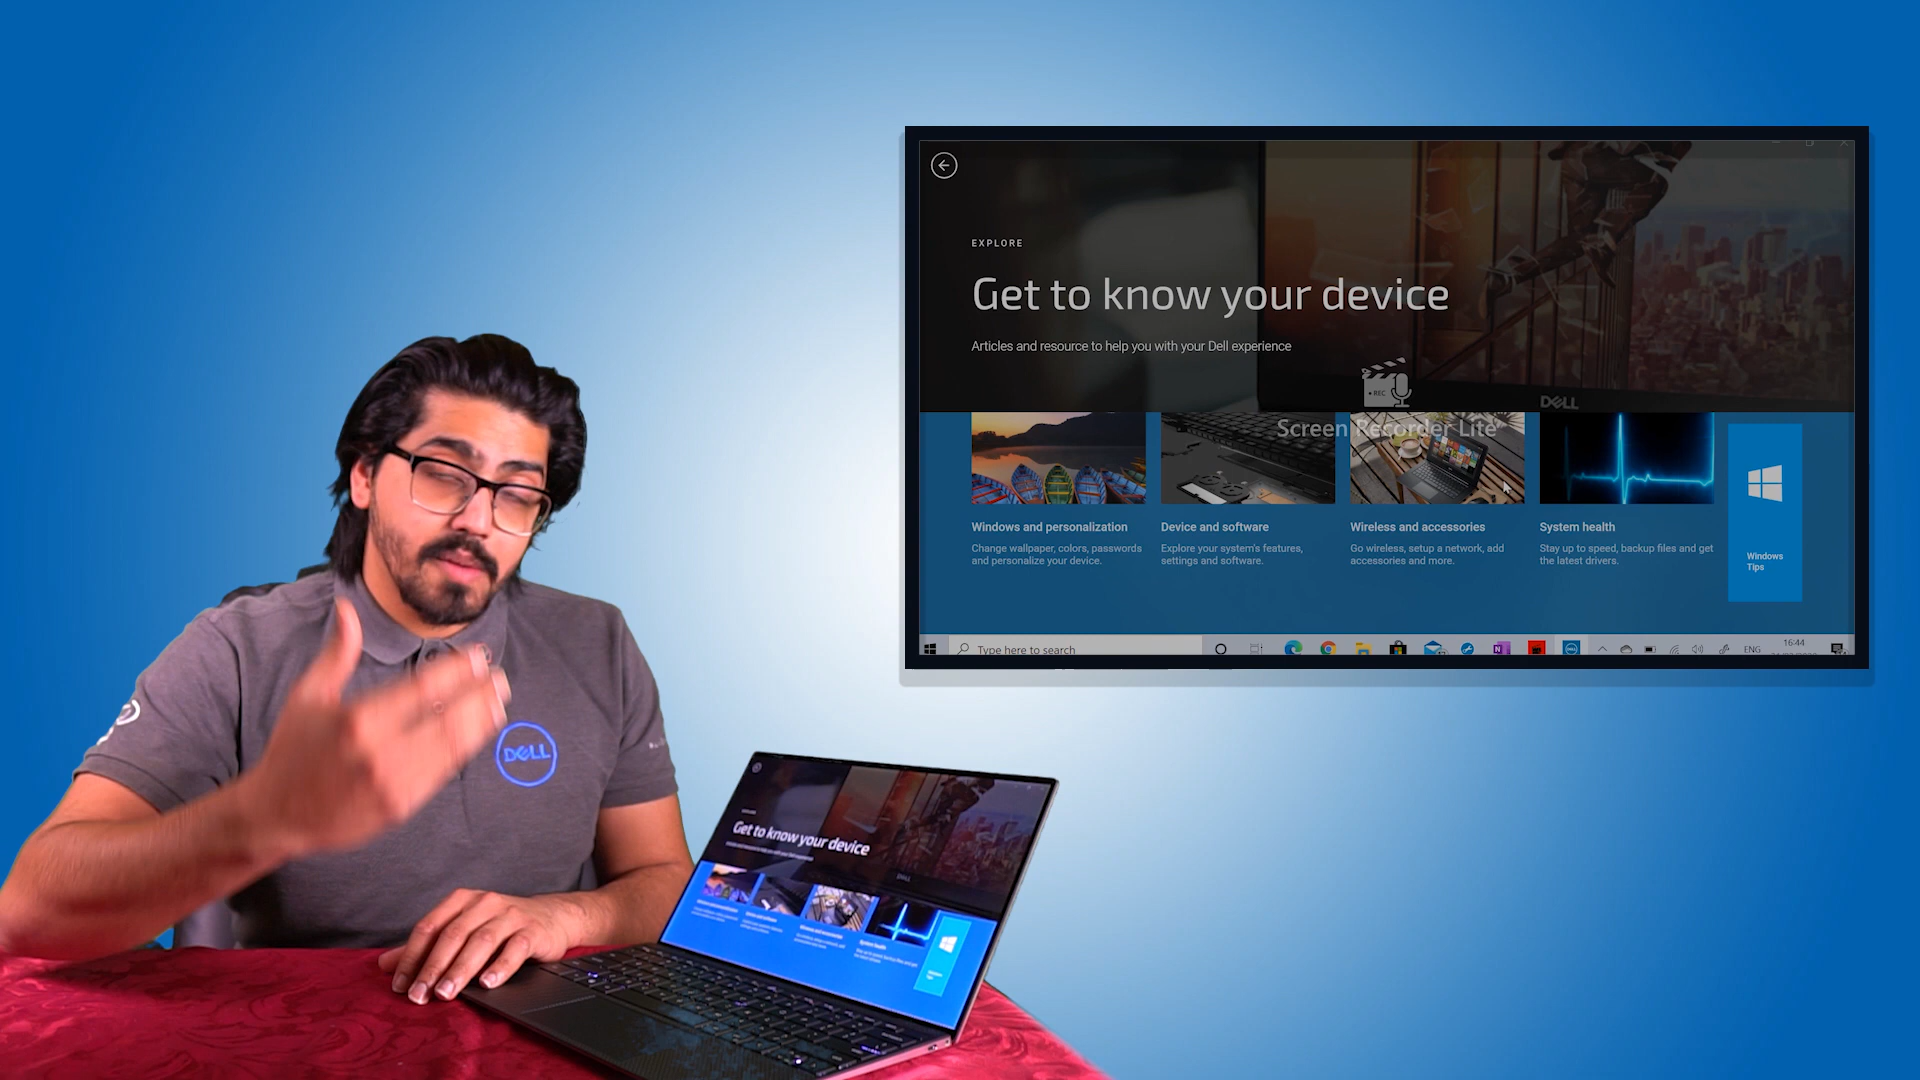 EXPLORE
Get to know your device
Articles and resource to help you with your Dell experience
REC
DELL
Screen Recorder Lite
Windows and personalization
Change wallpaper, colors, passwords
and personalize your device.
Device and software
Explore your system's features,
settings and software.
Wireless and accessories
Go wireless, setup a network, add
accessories and more.
System health
Stay up to speed, backup files and get
the latest drivers.
Windows
Tips
Type here to search
ENG
16:44
DELL
Get to know your device
DELL